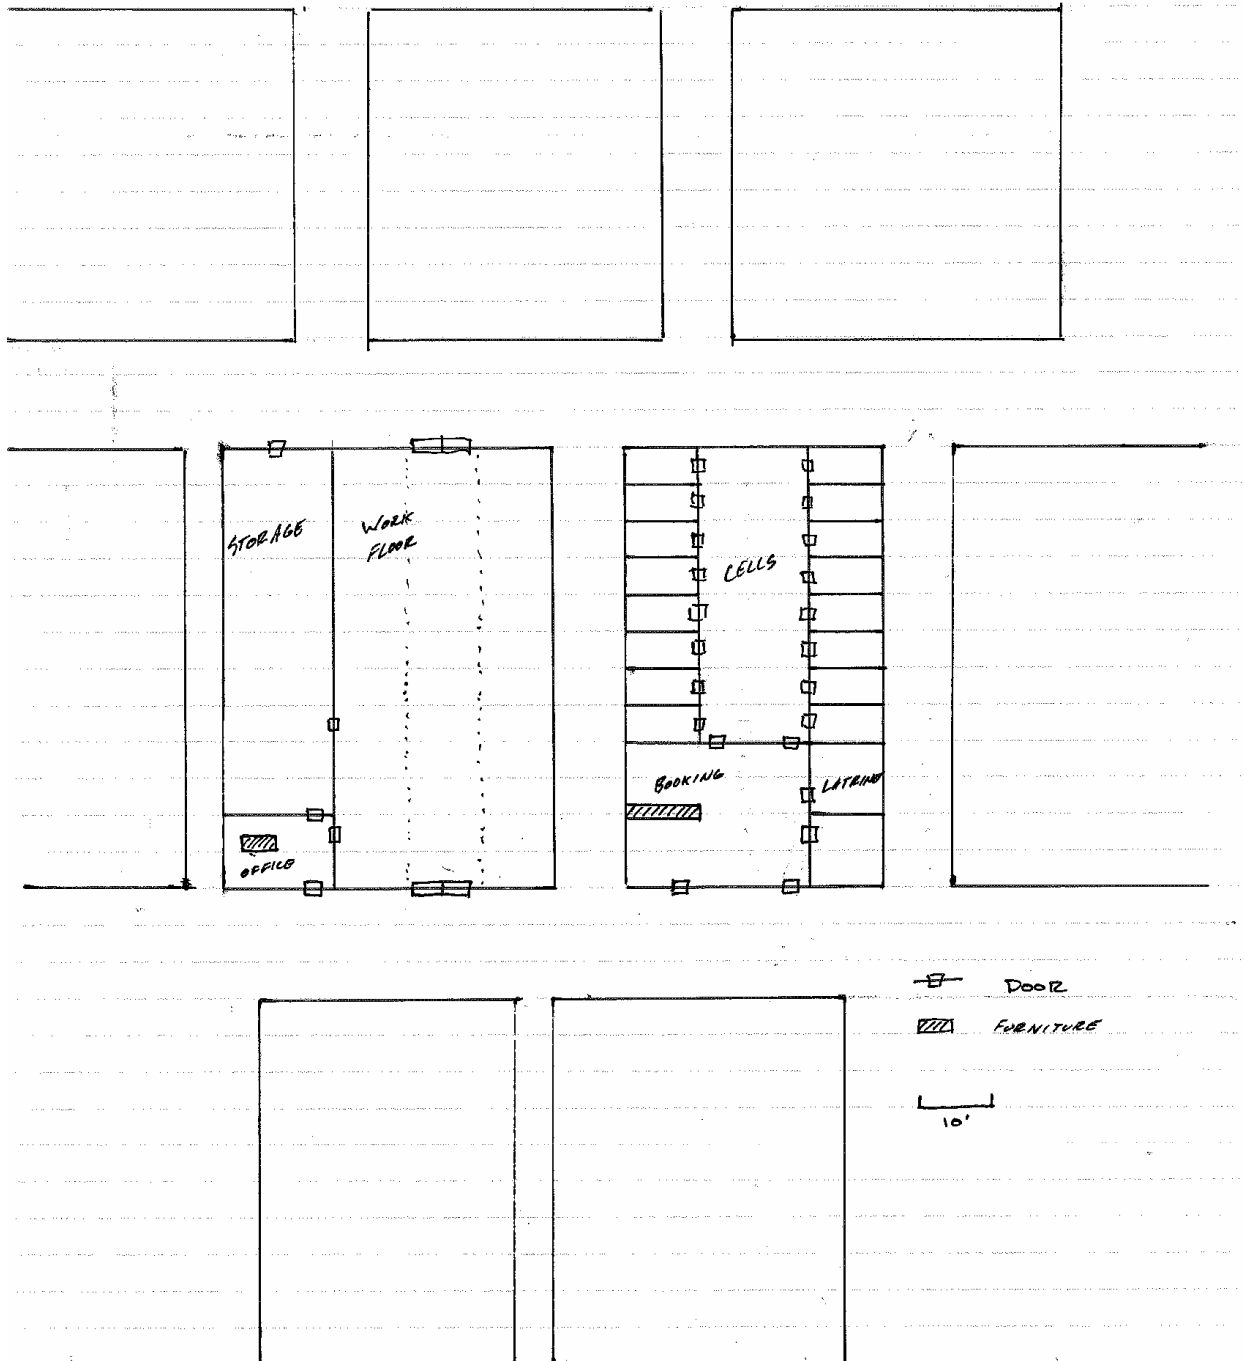 STORAGE
WORK
FLOOR
CELLS
BOOKING
LATRINE
OFFICE
DOOR
FURNITURE
10'